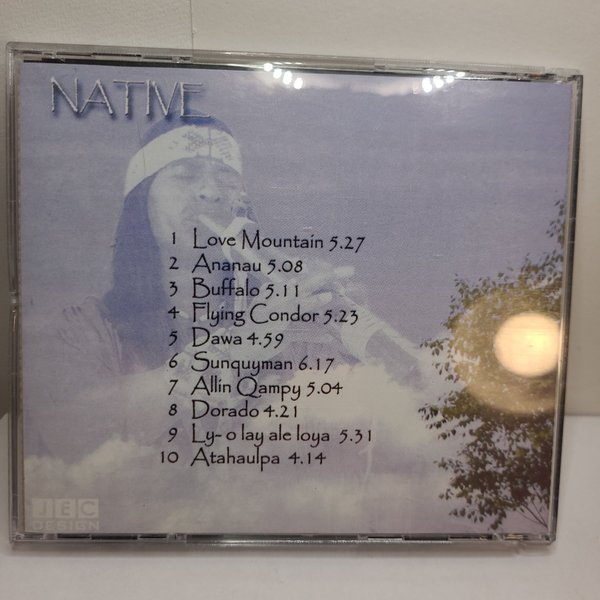 NATIVE
1 Love Mountain 5.27
2 Ananau 5.08
3 Buffalo 5.11
4 Flying Condor 5.23
5 Dawa 4.59
6 Sunquyman 6.17
7 Allin Qampy 5.04
8 Dorado 4.21
9 Ly- o lay ale loya 5.31
10 Atahaulpa 4.14
JEC
DESIGN